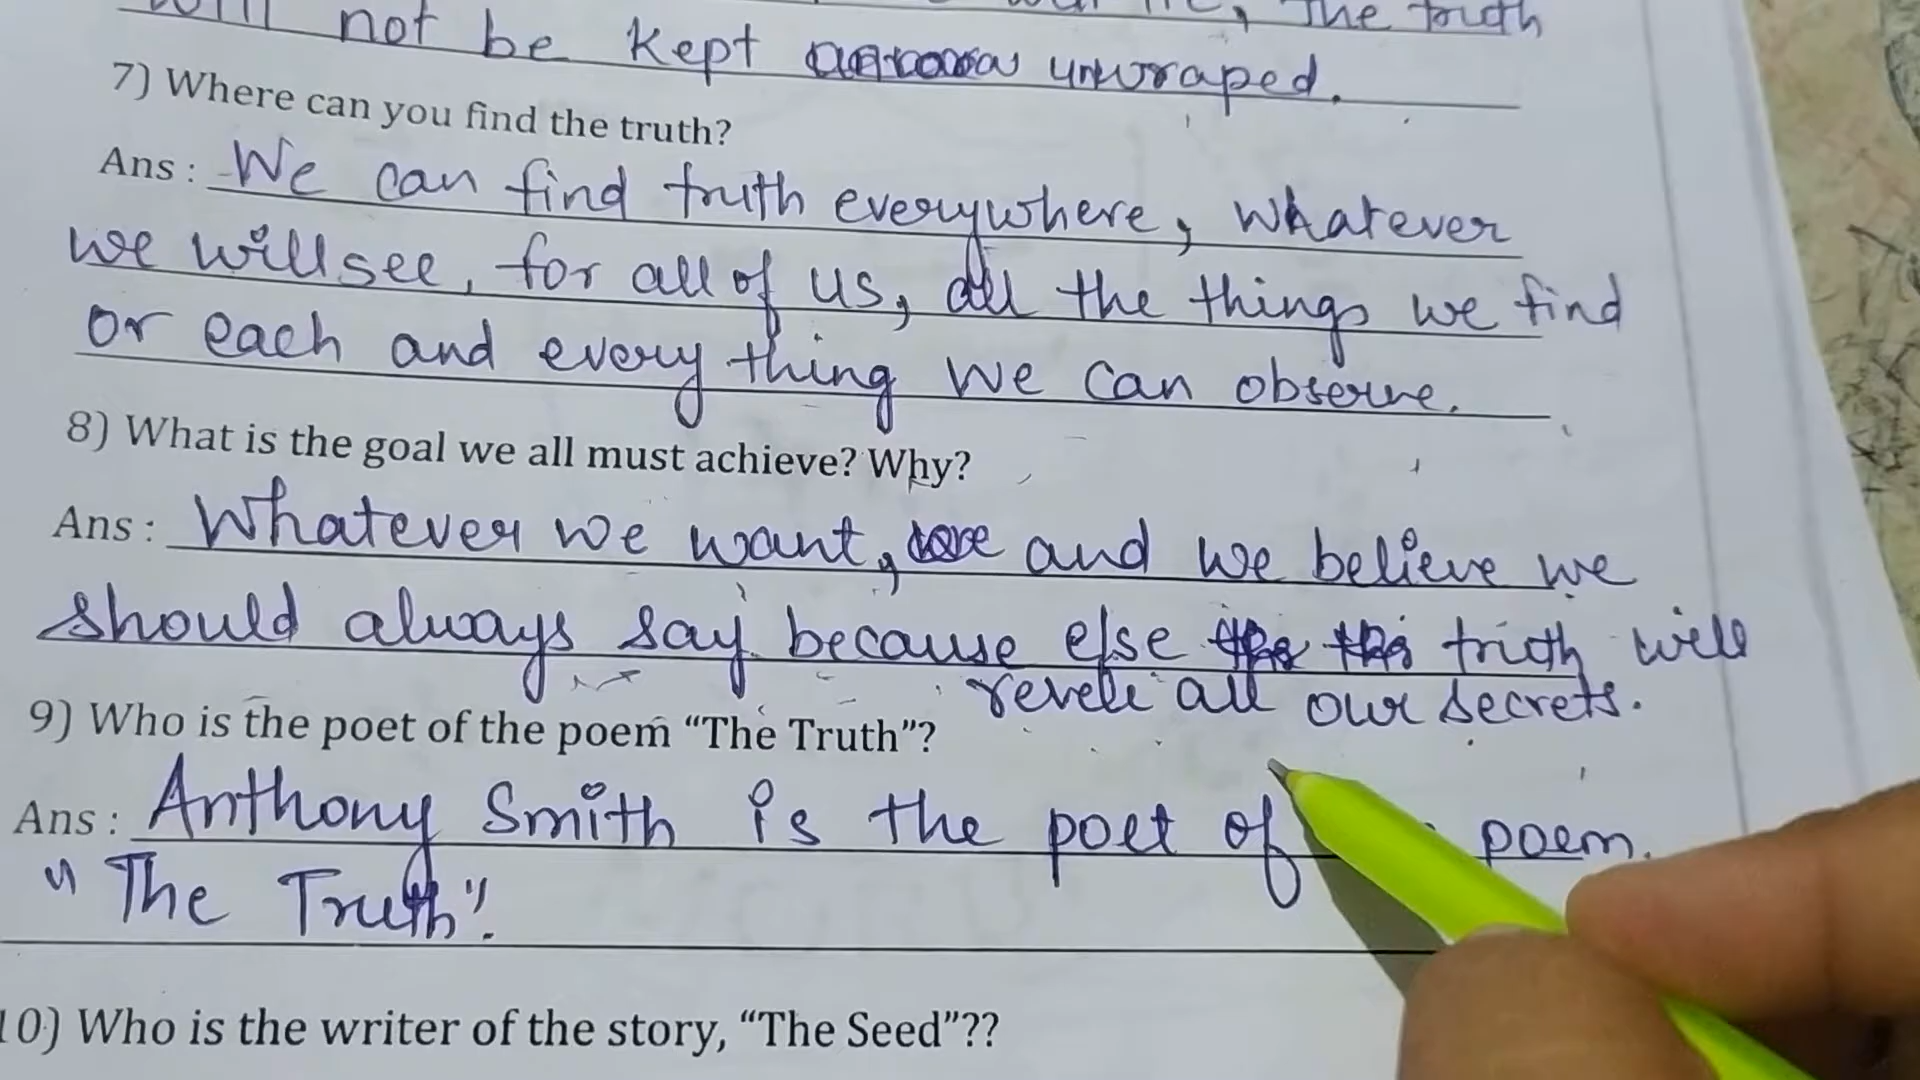 will not be kept unwraped.
7) Where can you find the truth?
Ans : We can find truth everywhere, whatever
we will see, for all of us, all the things we find
or each and every thing we can observe.
8) What is the goal we all must achieve? Why?
Ans : Whatever we want, and we believe we
should always say because else truth will
revele all our secrets.
9) Who is the poet of the poem “The Truth”?
Ans : Anthony Smith is the poet of poem.
"The Truth".
10) Who is the writer of the story, “The Seed”??